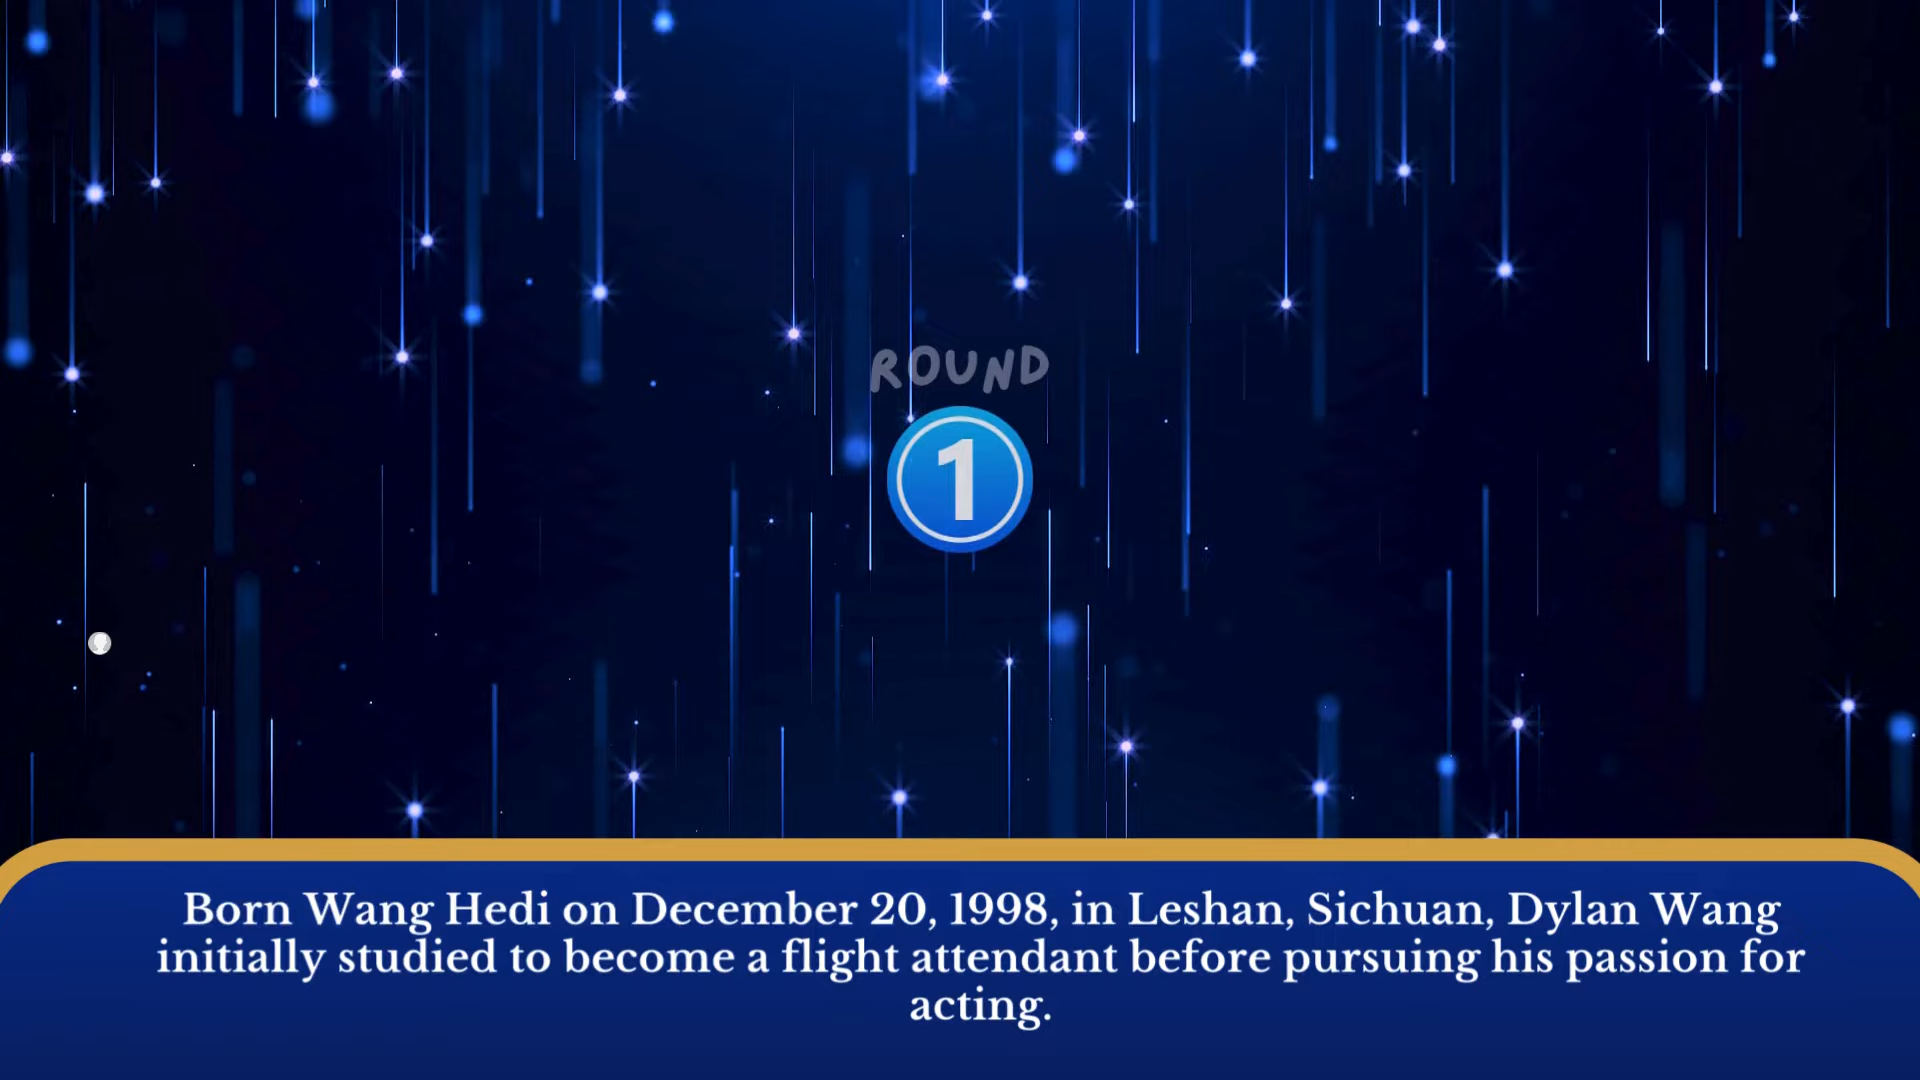 ROUND
1
Born Wang Hedi on December 20, 1998, in Leshan, Sichuan, Dylan Wang
initially studied to become a flight attendant before pursuing his passion for
acting.